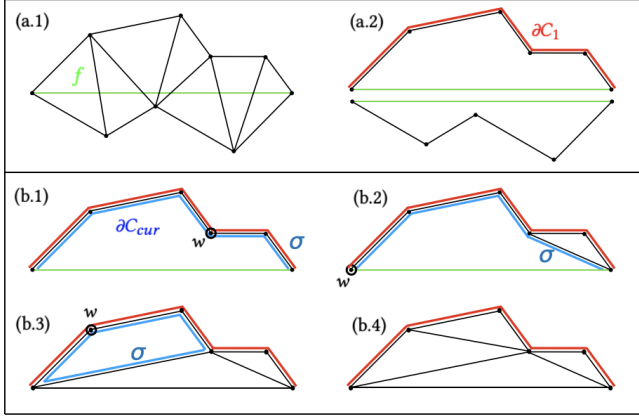 (a.1)
f
(a.2)
∂C₁
(b.1)
∂C_cur
w
σ
(b.2)
w
σ
(b.3)
w
σ
(b.4)